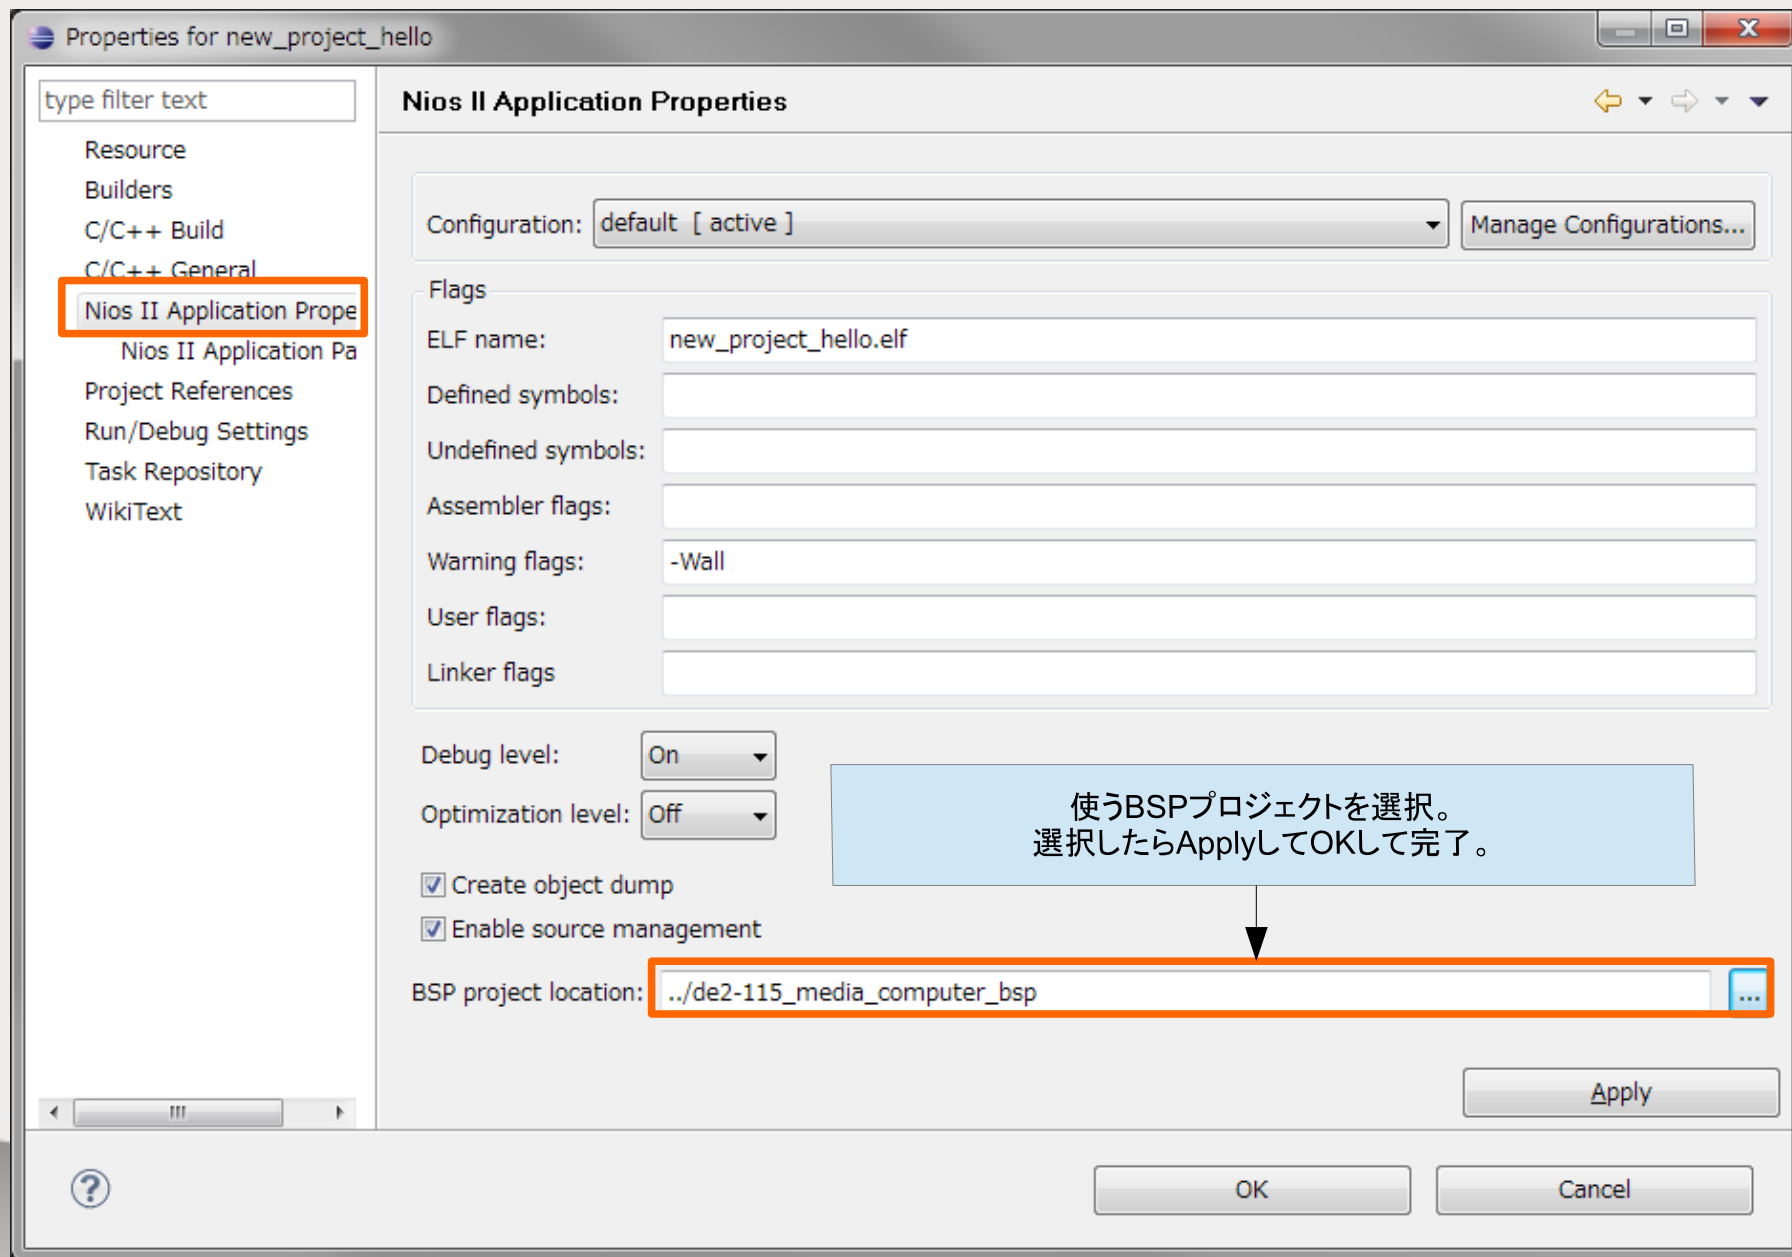 Properties for new_project_hello
type filter text
Resource
Builders
C/C++ Build
C/C++ General
Nios II Application Prope
Nios II Application Pa
Project References
Run/Debug Settings
Task Repository
WikiText
Nios II Application Properties
Configuration: default [ active ] Manage Configurations...
Flags
ELF name: new_project_hello.elf
Defined symbols:
Undefined symbols:
Assembler flags:
Warning flags: -Wall
User flags:
Linker flags
Debug level: On
Optimization level: Off
使うBSPプロジェクトを選択。
選択したらApplyしてOKして完了。
Create object dump
Enable source management
BSP project location: ../de2-115_media_computer_bsp ...
Apply
OK Cancel